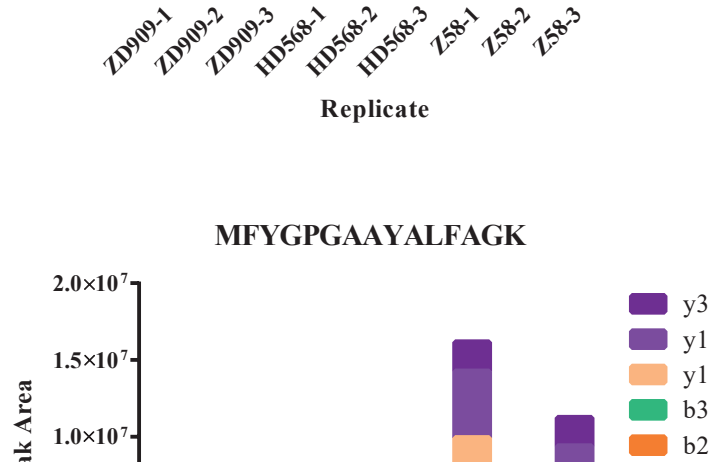 ZD909-1 ZD909-2 ZD909-3 HD568-1 HD568-2 HD568-3 Z58-1 Z58-2 Z58-3
Replicate
MFYGPGAAYALFAGK
2.0×10⁷
y3
y1
1.5×10⁷
y1
Area
b3
1.0×10⁷
b2